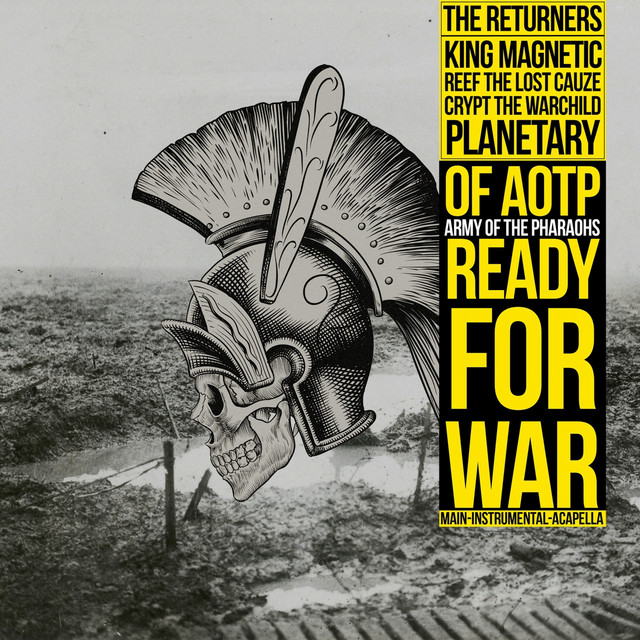 THE RETURNERS
KING MAGNETIC
REEF THE LOST CAUZE
CRYPT THE WARCHILD
PLANETARY
OF AOTP
ARMY OF THE PHARAOHS
READY
FOR
WAR
MAIN-INSTRUMENTAL-ACAPELLA